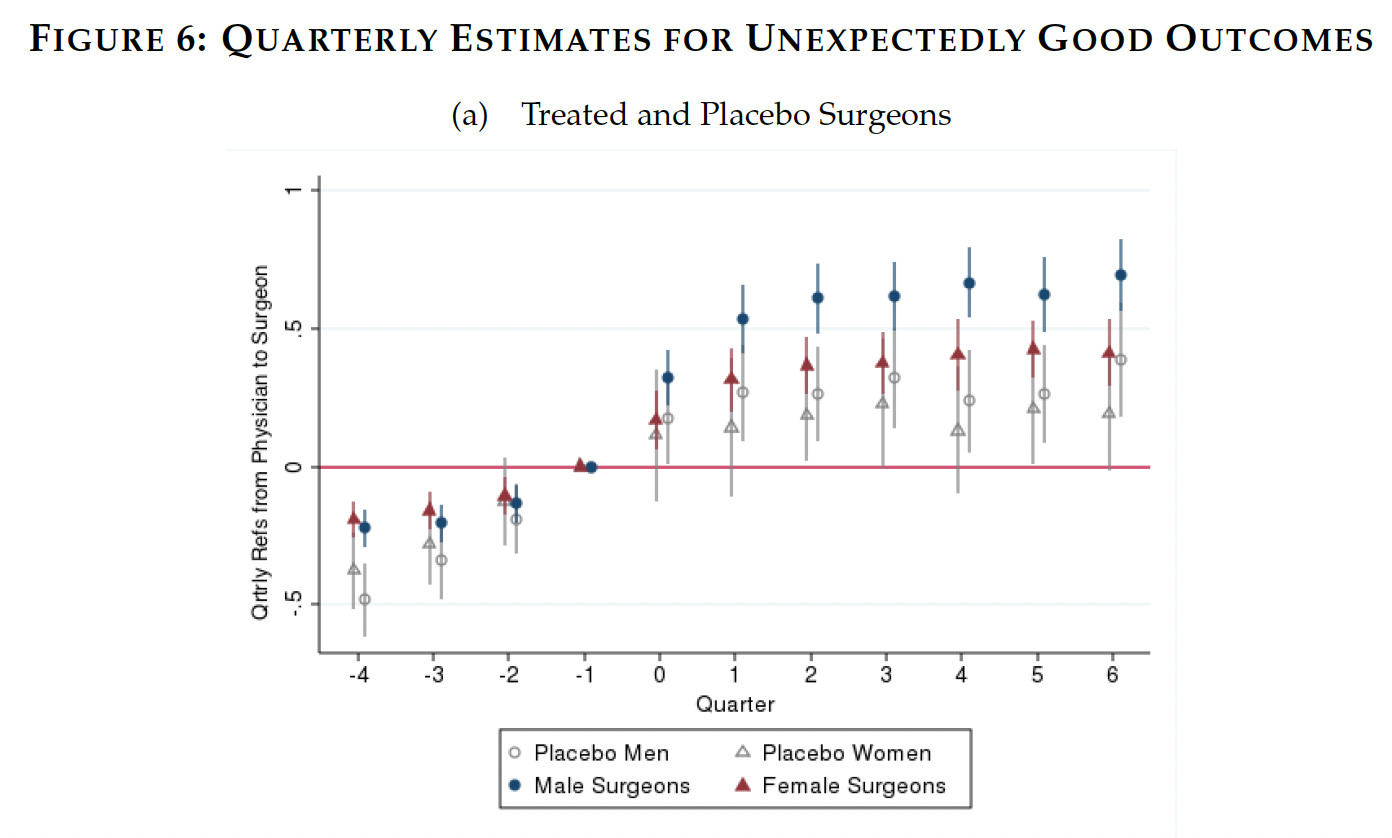 FIGURE 6: QUARTERLY ESTIMATES FOR UNEXPECTEDLY GOOD OUTCOMES
(a) Treated and Placebo Surgeons
Qrtrly Refs from Physician to Surgeon
1
.5
0
-.5
-4 -3 -2 -1 0 1 2 3 4 5 6
Quarter
Placebo Men Placebo Women
Male Surgeons Female Surgeons